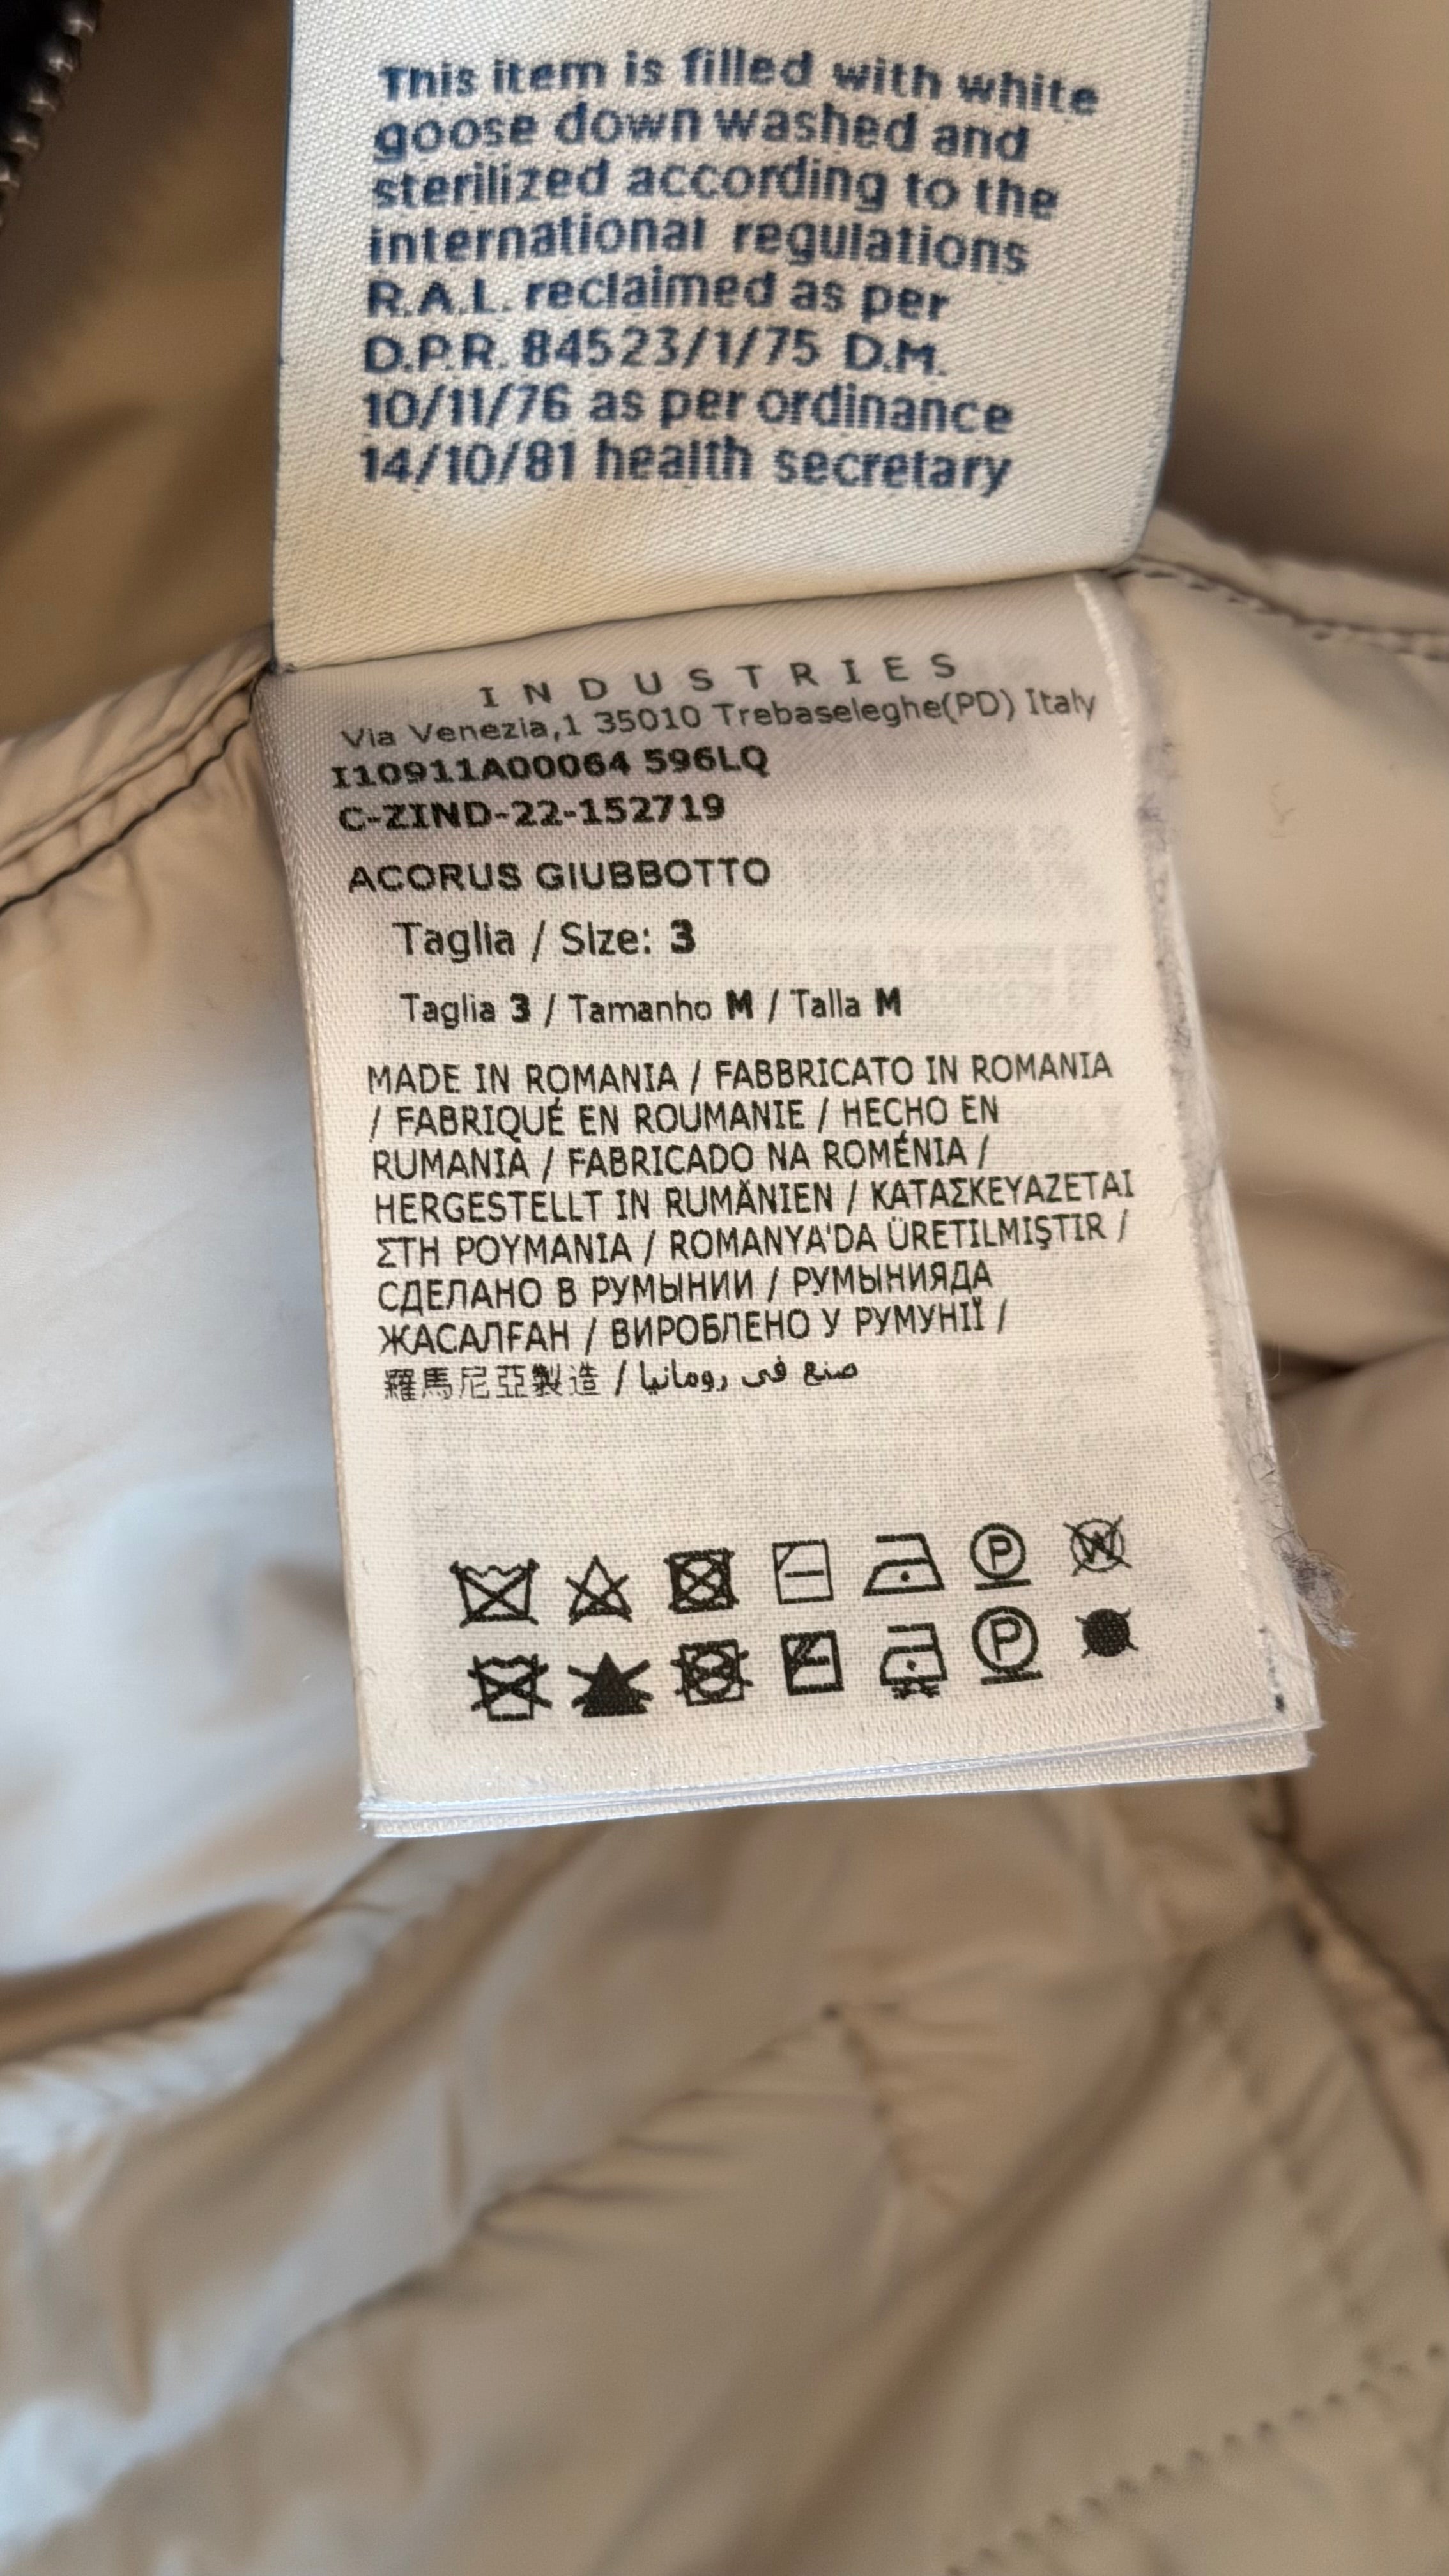 This item is filled with white
goose down washed and
sterilized according to the
international regulations
R.A.L. reclaimed as per
D.P.R. 84523/1/75 D.M.
10/11/76 as per ordinance
14/10/81 health secretary
INDUSTRIES
Via Venezia,1 35010 Trebaseleghe(PD) Italy
I10911A00064 596LQ
C-ZIND-22-152719
ACORUS GIUBBOTTO
Taglia / Size: 3
Taglia 3 / Tamanho M / Talla M
MADE IN ROMANIA / FABBRICATO IN ROMANIA
/ FABRIQUÉ EN ROUMANIE / HECHO EN
RUMANIA / FABRICADO NA ROMÉNIA /
HERGESTELLT IN RUMÄNIEN / ΚΑΤΑΣΚΕΥΑΖΕΤΑΙ
ΣΤΗ ΡΟΥΜΑΝΙΑ / ROMANYA'DA ÜRETILMIŞTIR /
СДЕЛАНО В РУМЫНИИ / РУМЫНИЯДА
ЖАСАЛҒАН / ВИРОБЛЕНО У РУМУНІЇ /
羅馬尼亞製造 / صنع في رومانيا
P W
P